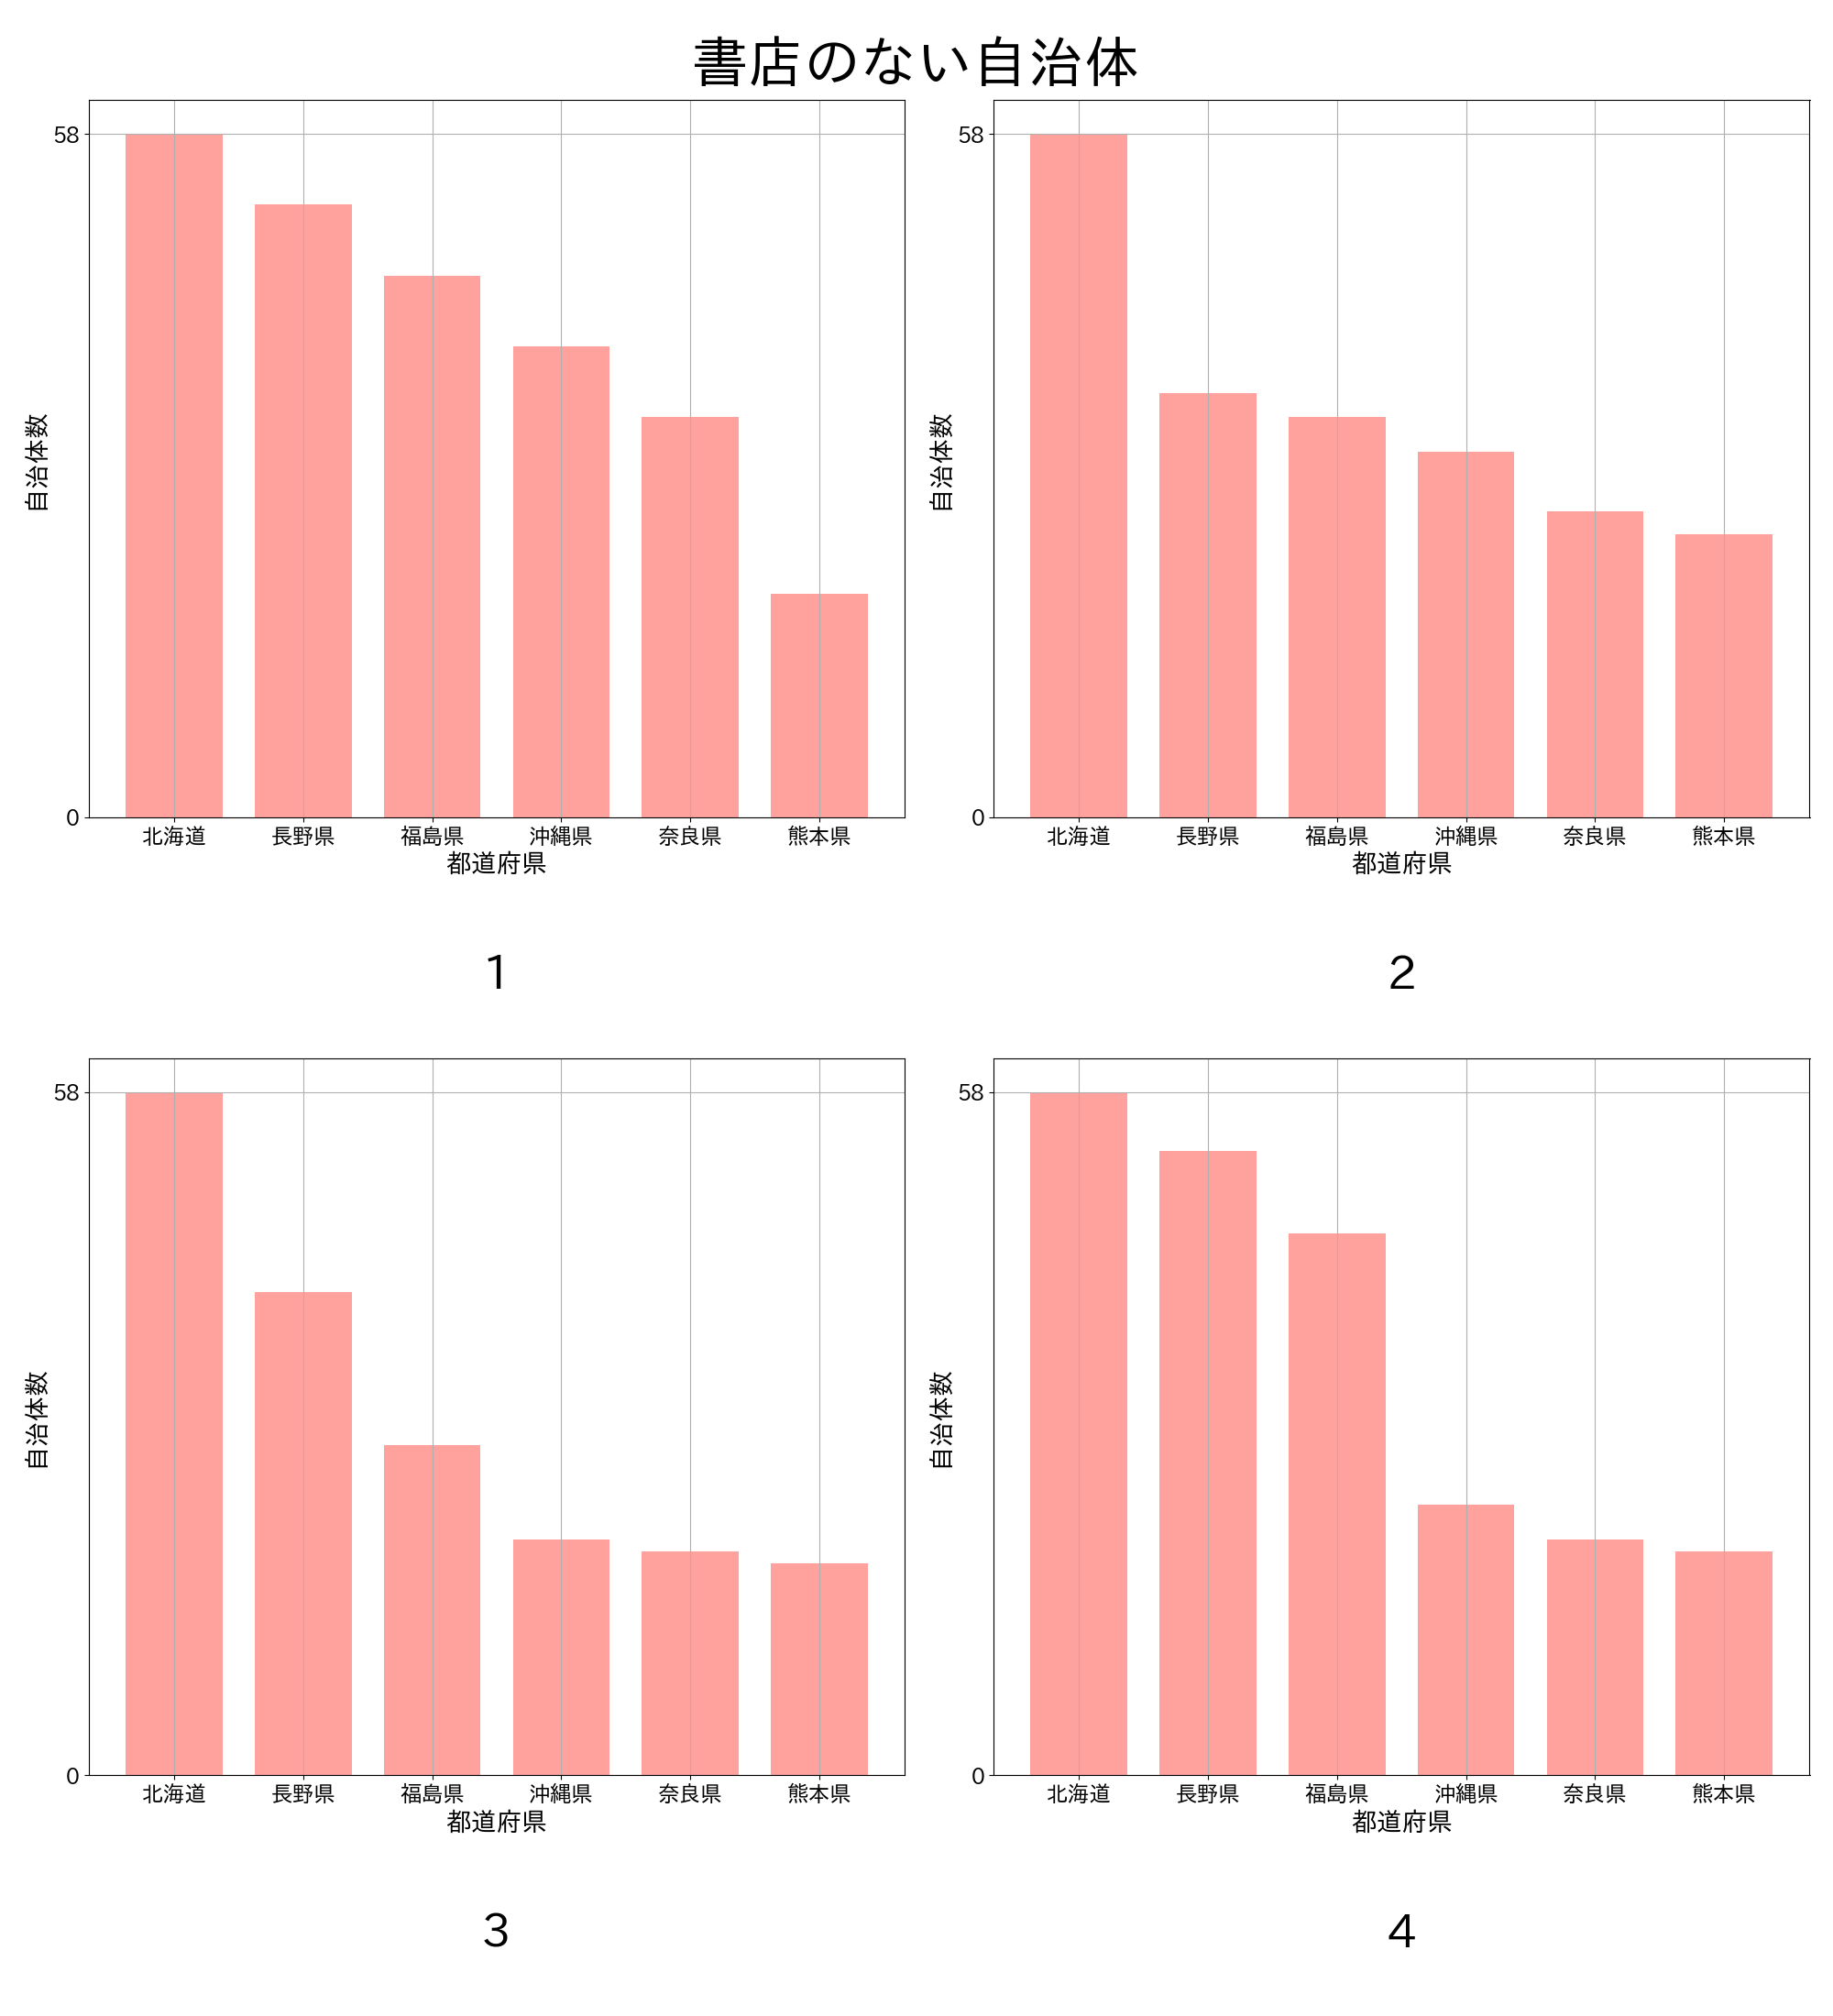 書店のない自治体
58
0
自治体数
北海道 長野県 福島県 沖縄県 奈良県 熊本県
都道府県
1
58
0
自治体数
北海道 長野県 福島県 沖縄県 奈良県 熊本県
都道府県
2
58
0
自治体数
北海道 長野県 福島県 沖縄県 奈良県 熊本県
都道府県
3
58
0
自治体数
北海道 長野県 福島県 沖縄県 奈良県 熊本県
都道府県
4